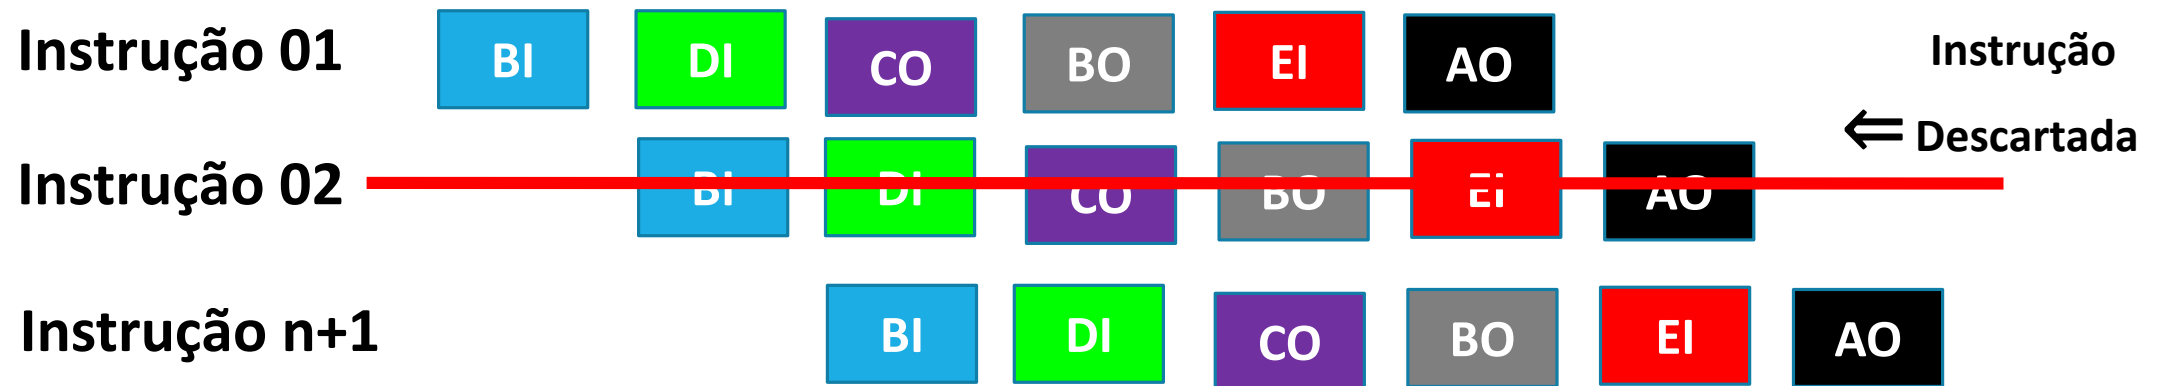 Instrução 01 BI DI CO BO EI AO
Instrução
⇐ Descartada
Instrução 02 BI DI CO BO Ei AO
Instrução n+1 BI DI CO BO EI AO